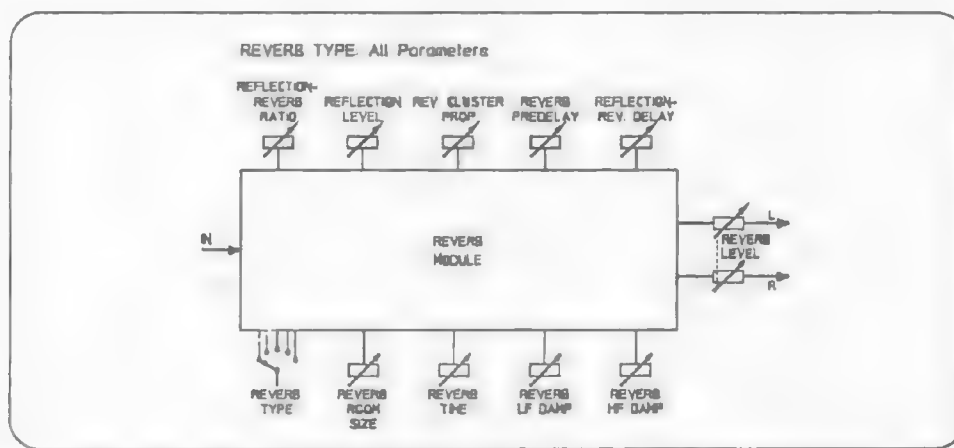 REVERB TYPE: All Parameters
REFLECTION-
REVERB
RATIO
REFLECTION
LEVEL
REV. CLUSTER
PROP
REVERB
PREDELAY
REFLECTION-
REV. DELAY
IN
REVERB
MODULE
L
REVERB
LEVEL
R
REVERB
TYPE
REVERB
ROOM
SIZE
REVERB
TIME
REVERB
LF DAMP
REVERB
HF DAMP